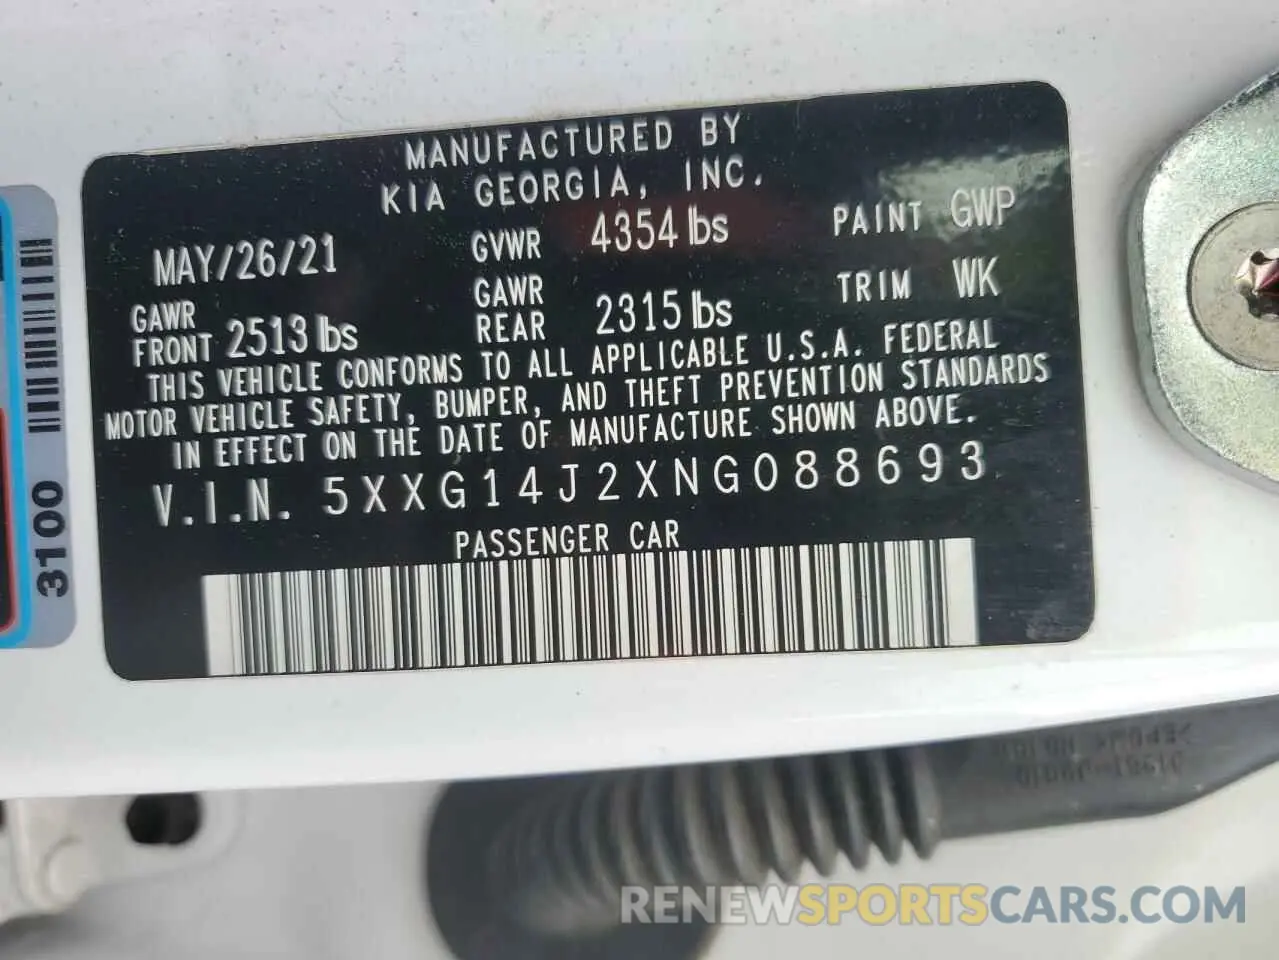 MANUFACTURED BY
KIA GEORGIA, INC.
MAY/26/21 GVWR 4354 lbs PAINT GWP
GAWR FRONT 2513 lbs GAWR REAR 2315 lbs TRIM WK
THIS VEHICLE CONFORMS TO ALL APPLICABLE U.S.A. FEDERAL
MOTOR VEHICLE SAFETY, BUMPER, AND THEFT PREVENTION STANDARDS
IN EFFECT ON THE DATE OF MANUFACTURE SHOWN ABOVE.
V.I.N. 5XXG14J2XNG088693
PASSENGER CAR
3100
RENEWSPORTSCARS.COM